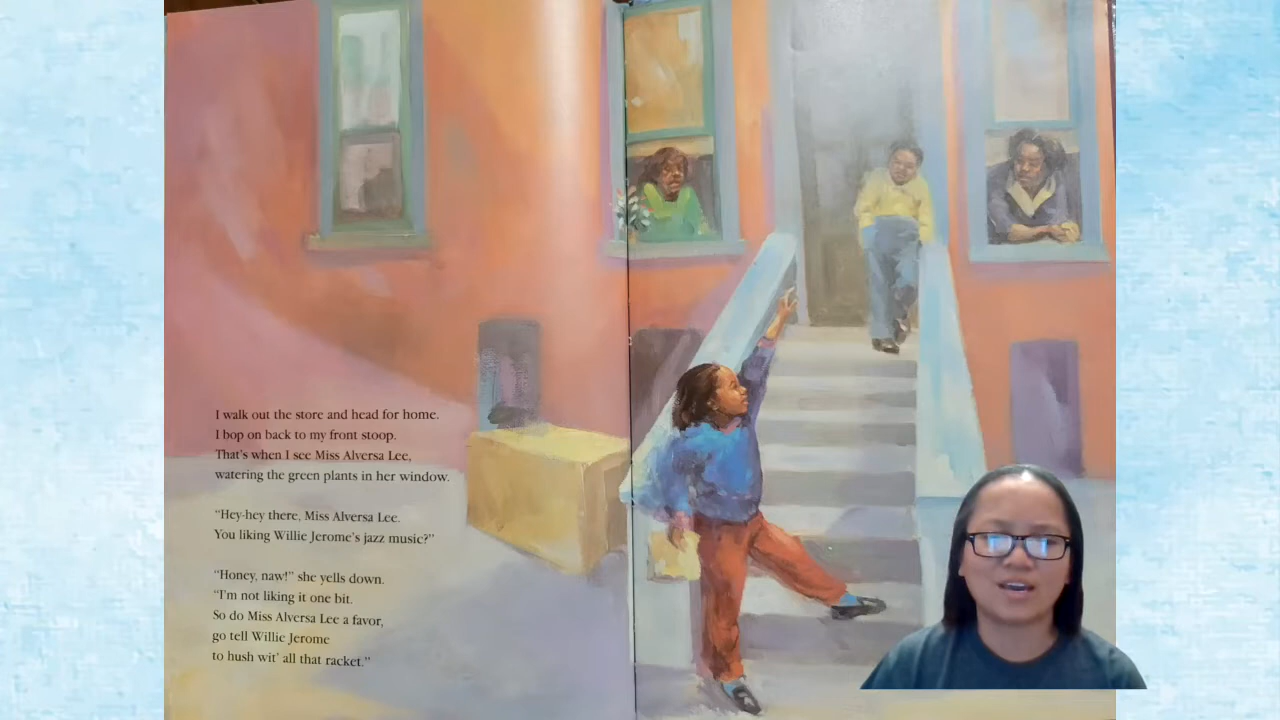 I walk out the store and head for home.
I bop on back to my front stoop.
That's when I see Miss Alversa Lee,
watering the green plants in her window.
"Hey-hey there, Miss Alversa Lee.
You liking Willie Jerome's jazz music?"
"Honey, naw!" she yells down.
"I'm not liking it one bit.
So do Miss Alversa Lee a favor,
go tell Willie Jerome
to hush wit' all that racket."